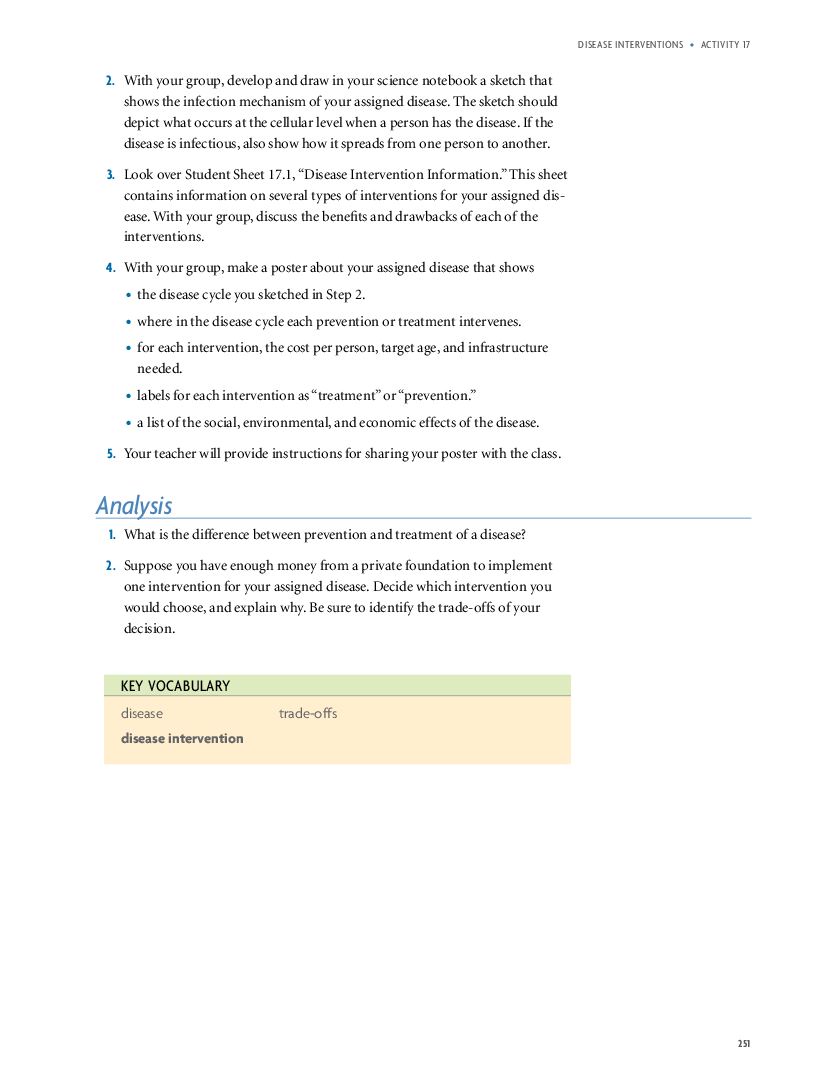 DISEASE INTERVENTIONS • ACTIVITY 17
2. With your group, develop and draw in your science notebook a sketch that
shows the infection mechanism of your assigned disease. The sketch should
depict what occurs at the cellular level when a person has the disease. If the
disease is infectious, also show how it spreads from one person to another.
3. Look over Student Sheet 17.1, “Disease Intervention Information.” This sheet
contains information on several types of interventions for your assigned dis-
ease. With your group, discuss the benefits and drawbacks of each of the
interventions.
4. With your group, make a poster about your assigned disease that shows
• the disease cycle you sketched in Step 2.
• where in the disease cycle each prevention or treatment intervenes.
• for each intervention, the cost per person, target age, and infrastructure
needed.
• labels for each intervention as “treatment” or “prevention.”
• a list of the social, environmental, and economic effects of the disease.
5. Your teacher will provide instructions for sharing your poster with the class.
Analysis
1. What is the difference between prevention and treatment of a disease?
2. Suppose you have enough money from a private foundation to implement
one intervention for your assigned disease. Decide which intervention you
would choose, and explain why. Be sure to identify the trade-offs of your
decision.
KEY VOCABULARY
disease trade-offs
disease intervention
251